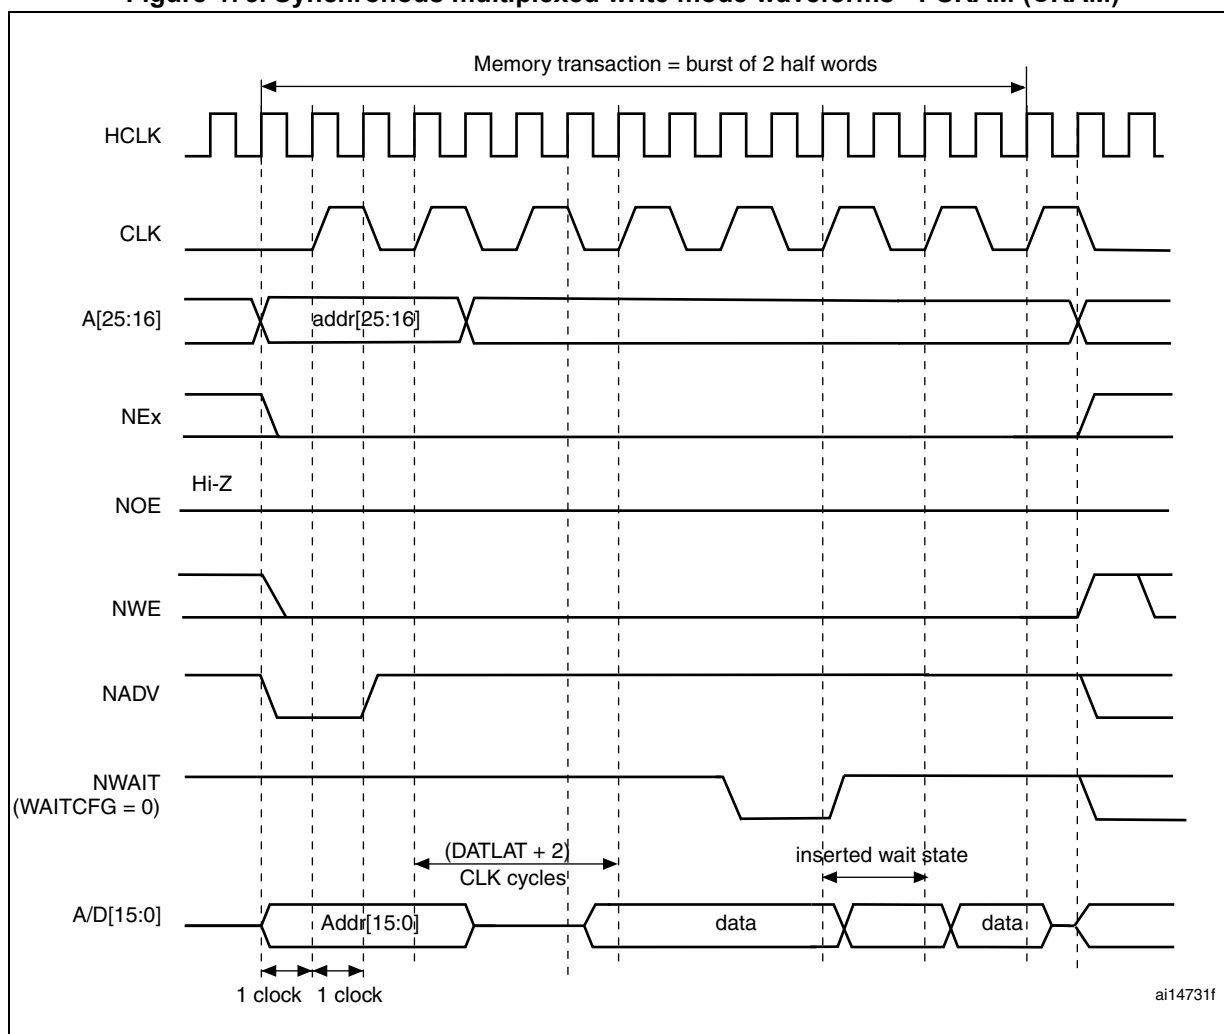 Memory transaction = burst of 2 half words
HCLK
CLK
A[25:16]
addr[25:16]
NEx
Hi-Z
NOE
NWE
NADV
NWAIT
(WAITCFG = 0)
(DATLAT + 2)
CLK cycles
inserted wait state
A/D[15:0]
Addr[15:0]
data
data
1 clock
1 clock
ai14731f